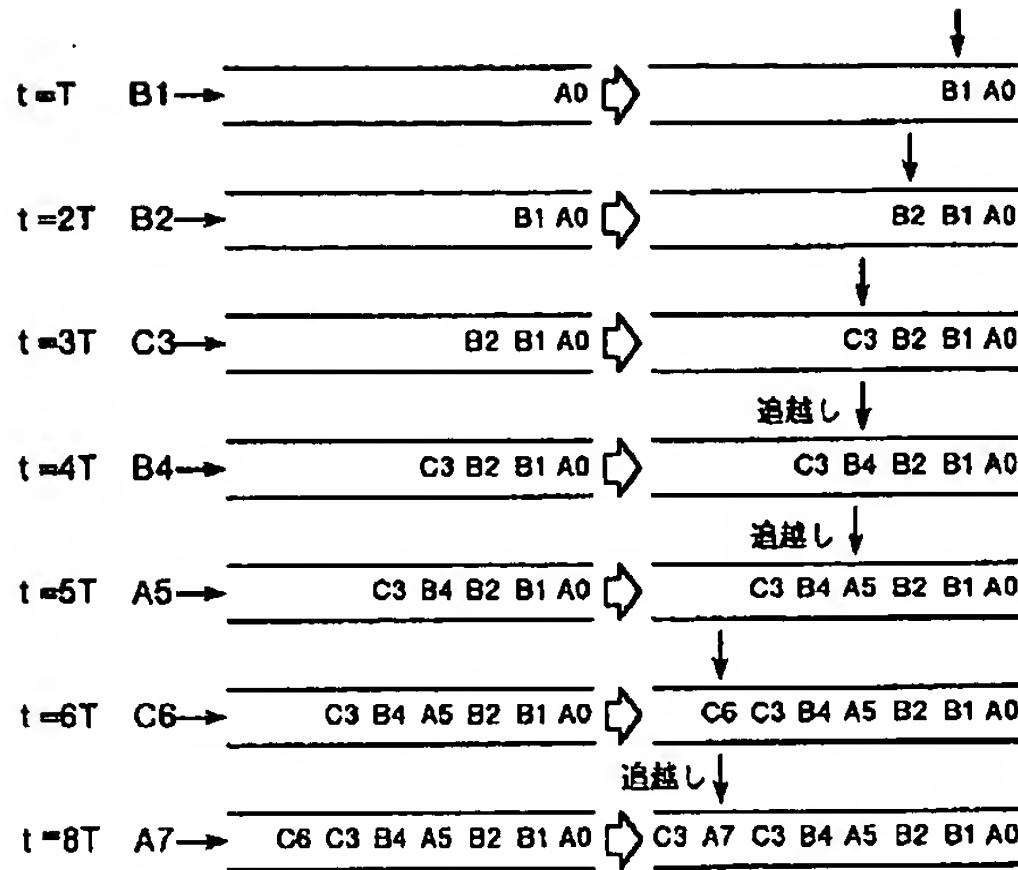 t=T B1 A0 B1 A0
t=2T B2 B1 A0 B2 B1 A0
t=3T C3 B2 B1 A0 C3 B2 B1 A0
追越し
t=4T B4 C3 B2 B1 A0 C3 B4 B2 B1 A0
追越し
t=5T A5 C3 B4 B2 B1 A0 C3 B4 A5 B2 B1 A0
t=6T C6 C3 B4 A5 B2 B1 A0 C6 C3 B4 A5 B2 B1 A0
追越し
t=8T A7 C6 C3 B4 A5 B2 B1 A0 C3 A7 C3 B4 A5 B2 B1 A0